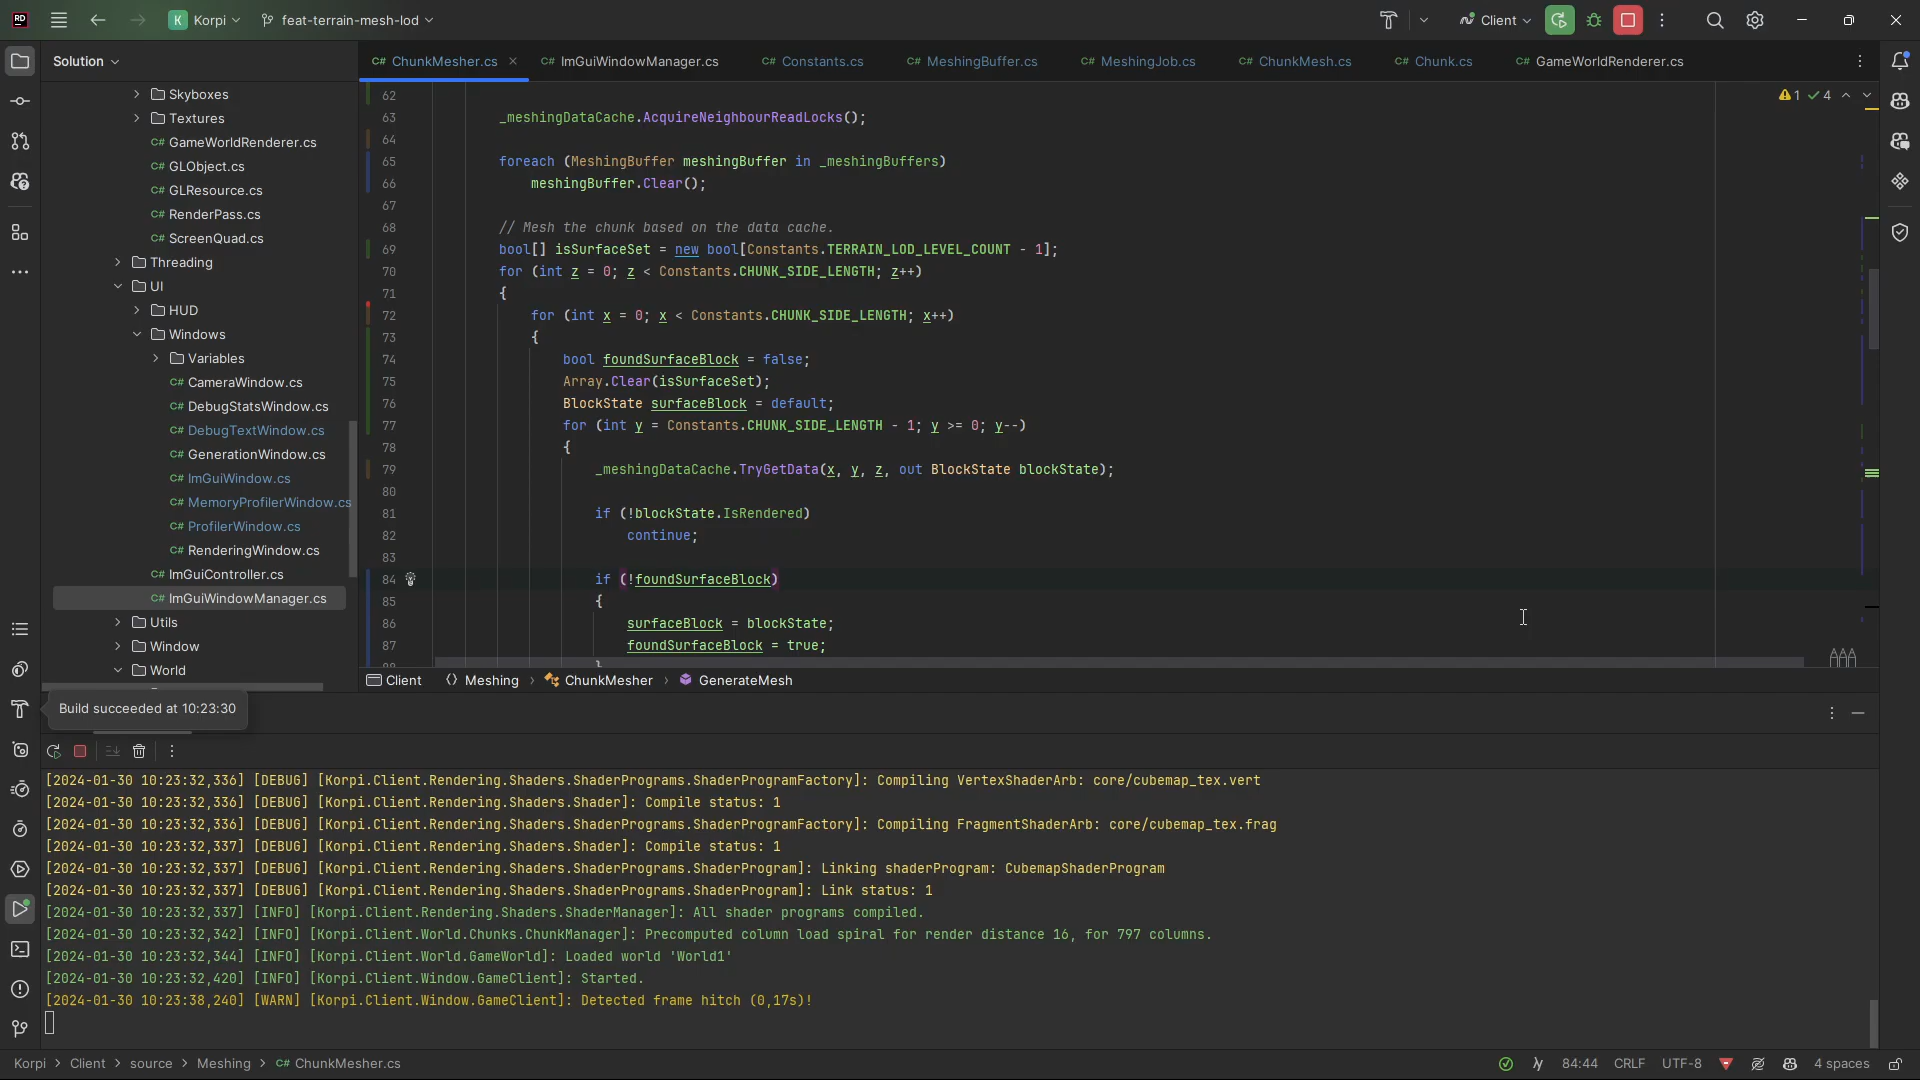 RD
K
Korpi
feat-terrain-mesh-lod
Client
Solution
C# ChunkMesher.cs
C# ImGuiWindowManager.cs
C# Constants.cs
C# MeshingBuffer.cs
C# MeshingJob.cs
C# ChunkMesh.cs
C# Chunk.cs
C# GameWorldRenderer.cs
Skyboxes
Textures
C# GameWorldRenderer.cs
C# GLObject.cs
C# GLResource.cs
C# RenderPass.cs
C# ScreenQuad.cs
Threading
UI
HUD
Windows
Variables
C# CameraWindow.cs
C# DebugStatsWindow.cs
C# DebugTextWindow.cs
C# GenerationWindow.cs
C# ImGuiWindow.cs
C# MemoryProfilerWindow.cs
C# ProfilerWindow.cs
C# RenderingWindow.cs
C# ImGuiController.cs
C# ImGuiWindowManager.cs
Utils
Window
World
1 4
62
63 _meshingDataCache.AcquireNeighbourReadLocks();
64
65 foreach (MeshingBuffer meshingBuffer in _meshingBuffers)
66 meshingBuffer.Clear();
67
68 // Mesh the chunk based on the data cache.
69 bool[] isSurfaceSet = new bool[Constants.TERRAIN_LOD_LEVEL_COUNT - 1];
70 for (int z = 0; z < Constants.CHUNK_SIDE_LENGTH; z++)
71 {
72 for (int x = 0; x < Constants.CHUNK_SIDE_LENGTH; x++)
73 {
74 bool foundSurfaceBlock = false;
75 Array.Clear(isSurfaceSet);
76 BlockState surfaceBlock = default;
77 for (int y = Constants.CHUNK_SIDE_LENGTH - 1; y >= 0; y--)
78 {
79 _meshingDataCache.TryGetData(x, y, z, out BlockState blockState);
80
81 if (!blockState.IsRendered)
82 continue;
83
84 if (!foundSurfaceBlock)
85 {
86 surfaceBlock = blockState;
87 foundSurfaceBlock = true;
88 }
Client
Meshing
ChunkMesher
GenerateMesh
Build succeeded at 10:23:30
[2024-01-30 10:23:32,336] [DEBUG] [Korpi.Client.Rendering.Shaders.ShaderPrograms.ShaderProgramFactory]: Compiling VertexShaderArb: core/cubemap_tex.vert
[2024-01-30 10:23:32,336] [DEBUG] [Korpi.Client.Rendering.Shaders.Shader]: Compile status: 1
[2024-01-30 10:23:32,336] [DEBUG] [Korpi.Client.Rendering.Shaders.ShaderPrograms.ShaderProgramFactory]: Compiling FragmentShaderArb: core/cubemap_tex.frag
[2024-01-30 10:23:32,337] [DEBUG] [Korpi.Client.Rendering.Shaders.Shader]: Compile status: 1
[2024-01-30 10:23:32,337] [DEBUG] [Korpi.Client.Rendering.Shaders.ShaderPrograms.ShaderProgram]: Linking shaderProgram: CubemapShaderProgram
[2024-01-30 10:23:32,337] [DEBUG] [Korpi.Client.Rendering.Shaders.ShaderPrograms.ShaderProgram]: Link status: 1
[2024-01-30 10:23:32,337] [INFO] [Korpi.Client.Rendering.Shaders.ShaderManager]: All shader programs compiled.
[2024-01-30 10:23:32,342] [INFO] [Korpi.Client.World.Chunks.ChunkManager]: Precomputed column load spiral for render distance 16, for 797 columns.
[2024-01-30 10:23:32,344] [INFO] [Korpi.Client.World.GameWorld]: Loaded world 'World1'
[2024-01-30 10:23:32,420] [INFO] [Korpi.Client.Window.GameClient]: Started.
[2024-01-30 10:23:38,240] [WARN] [Korpi.Client.Window.GameClient]: Detected frame hitch (0,17s)!
Korpi > Client > source > Meshing > C# ChunkMesher.cs
84:44 CRLF UTF-8 4 spaces